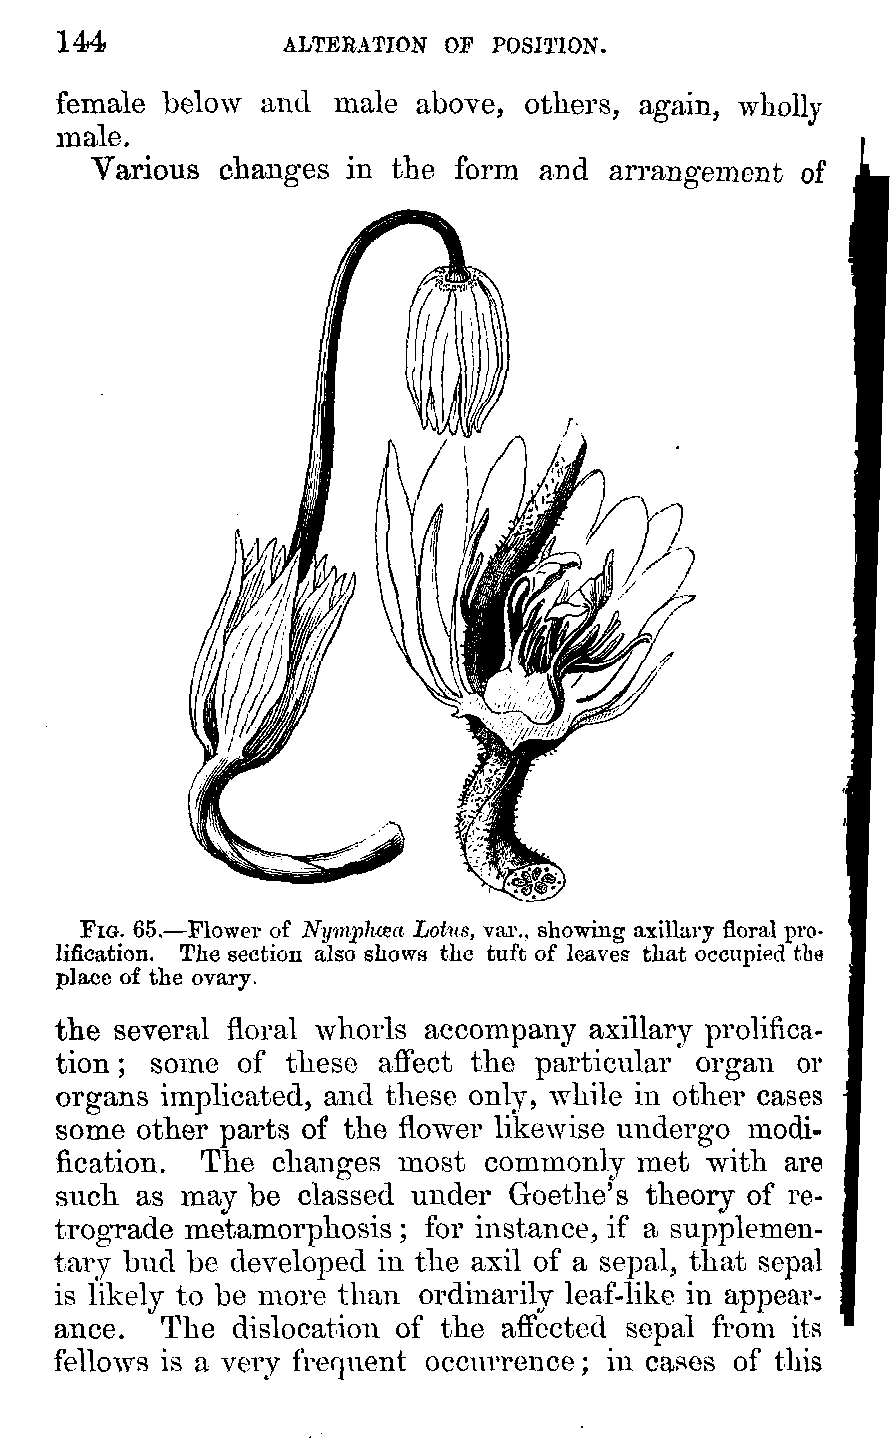 144 ALTERATION OF POSITION.
female below and male above, others, again, wholly
male.
Various changes in the form and arrangement of
FIG. 65.—Flower of Nymphæa Lotus, var., showing axillary floral pro-
lification. The section also shows the tuft of leaves that occupied the
place of the ovary.
the several floral whorls accompany axillary prolifica-
tion; some of these affect the particular organ or
organs implicated, and these only, while in other cases
some other parts of the flower likewise undergo modi-
fication. The changes most commonly met with are
such as may be classed under Goethe's theory of re-
trograde metamorphosis; for instance, if a supplemen-
tary bud be developed in the axil of a sepal, that sepal
is likely to be more than ordinarily leaf-like in appear-
ance. The dislocation of the affected sepal from its
fellows is a very frequent occurrence; in cases of this